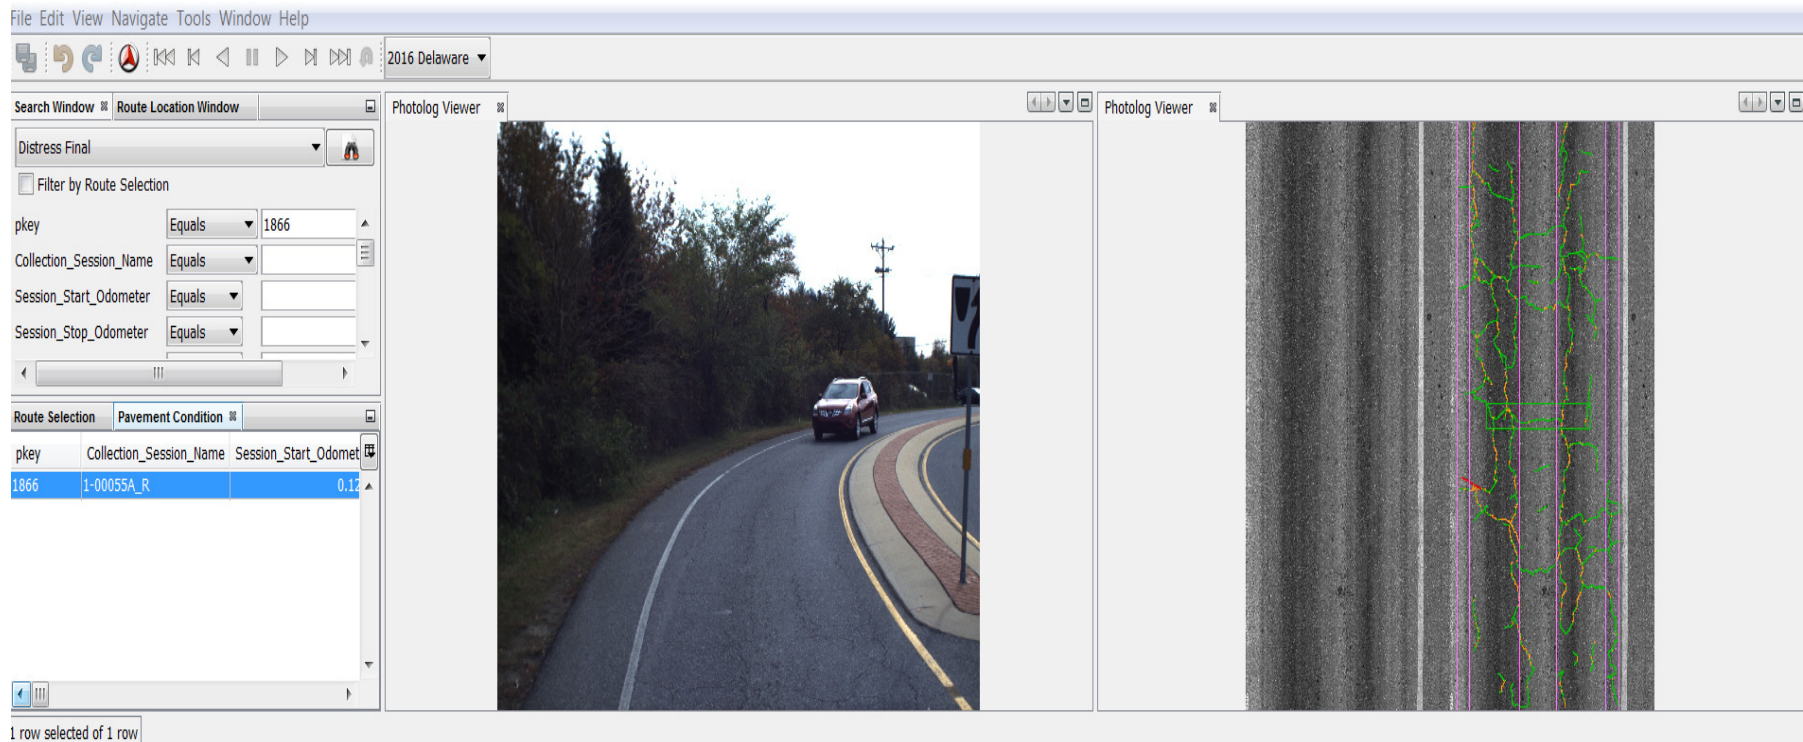 File Edit View Navigate Tools Window Help
2016 Delaware
Search Window Route Location Window
Photolog Viewer
Photolog Viewer
Distress Final
Filter by Route Selection
pkey Equals 1866
Collection_Session_Name Equals
Session_Start_Odometer Equals
Session_Stop_Odometer Equals
Route Selection Pavement Condition
pkey Collection_Session_Name Session_Start_Odomet
1866 1-00055A_R 0.12
1 row selected of 1 row